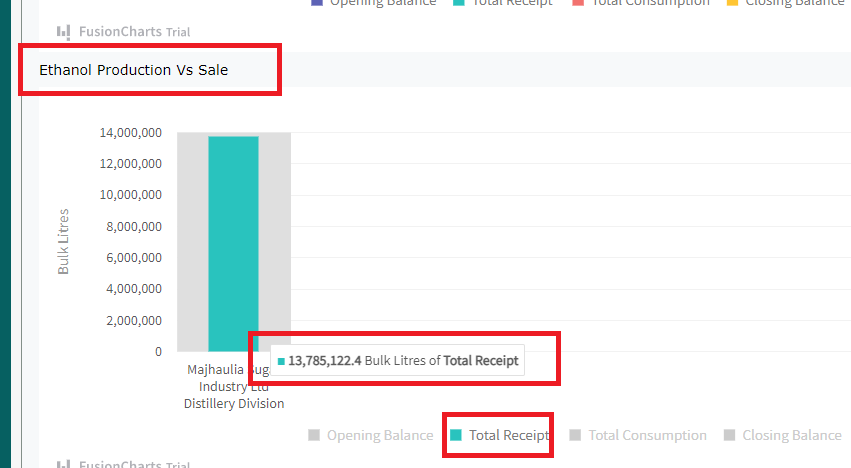 Opening Balance Total Receipt Total Consumption Closing Balance
FusionCharts Trial
Ethanol Production Vs Sale
14,000,000
12,000,000
10,000,000
8,000,000
6,000,000
4,000,000
2,000,000
0
Bulk Litres
13,785,122.4 Bulk Litres of Total Receipt
Majhaulia
Industry Ltd
Distillery Division
Opening Balance Total Receipt Total Consumption Closing Balance
FusionCharts Trial